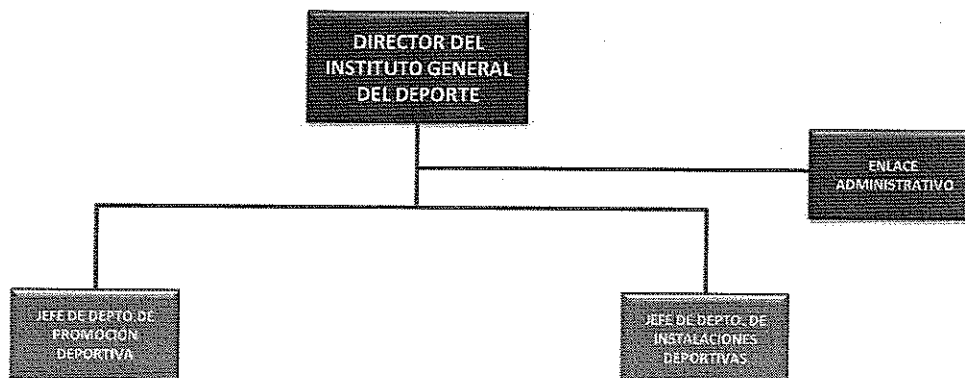 DIRECTOR DEL
INSTITUTO GENERAL
DEL DEPORTE
ENLACE
ADMINISTRATIVO
JEFE DE DEPTO. DE
PROMOCIÓN
DEPORTIVA
JEFE DE DEPTO. DE
INSTALACIONES
DEPORTIVAS